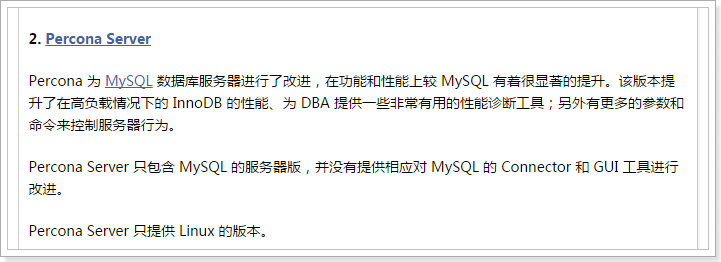 2. Percona Server
Percona 为 MySQL 数据库服务器进行了改进，在功能和性能上较 MySQL 有着很显著的提升。该版本提
升了在高负载情况下的 InnoDB 的性能、为 DBA 提供一些非常有用的性能诊断工具；另外有更多的参数和
命令来控制服务器行为。
Percona Server 只包含 MySQL 的服务器版，并没有提供相应对 MySQL 的 Connector 和 GUI 工具进行
改进。
Percona Server 只提供 Linux 的版本。